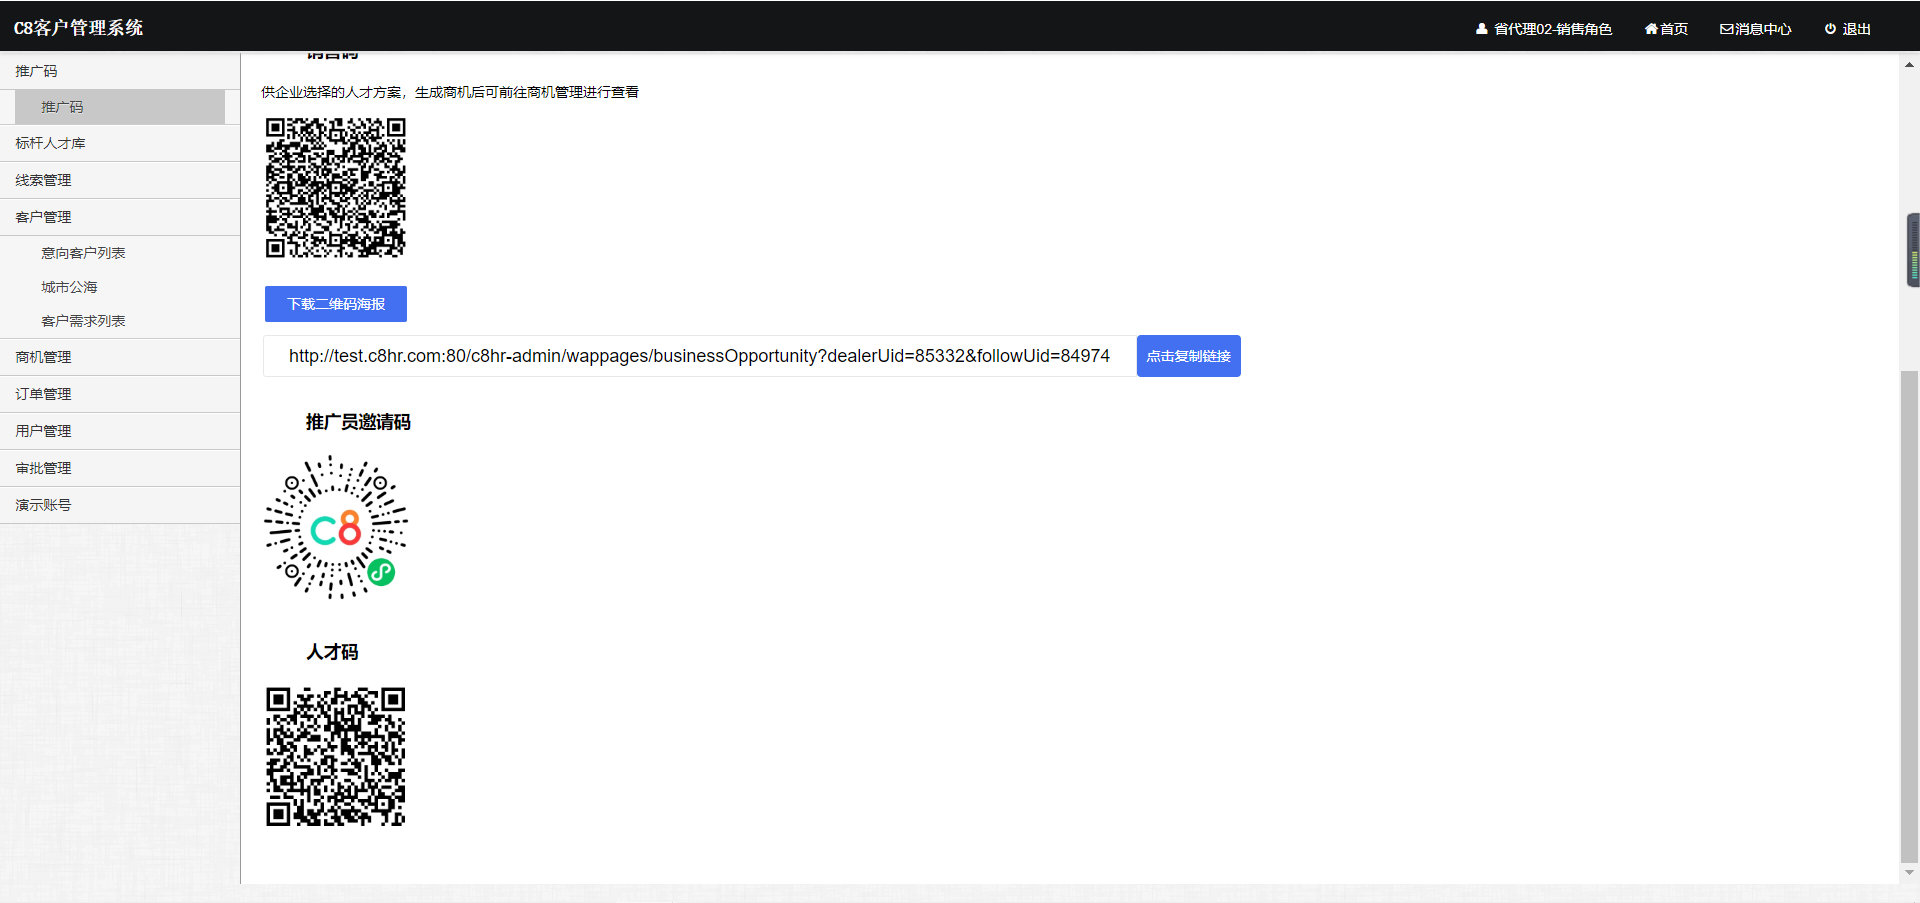 C8客户管理系统
省代理02-销售角色
首页
消息中心
退出
推广码
推广码
标杆人才库
线索管理
客户管理
意向客户列表
城市公海
客户需求列表
商机管理
订单管理
用户管理
审批管理
演示账号
供企业选择的人才方案，生成商机后可前往商机管理进行查看
下载二维码海报
http://test.c8hr.com:80/c8hr-admin/wappages/businessOpportunity?dealerUid=85332&followUid=84974
点击复制链接
推广员邀请码
C8
人才码